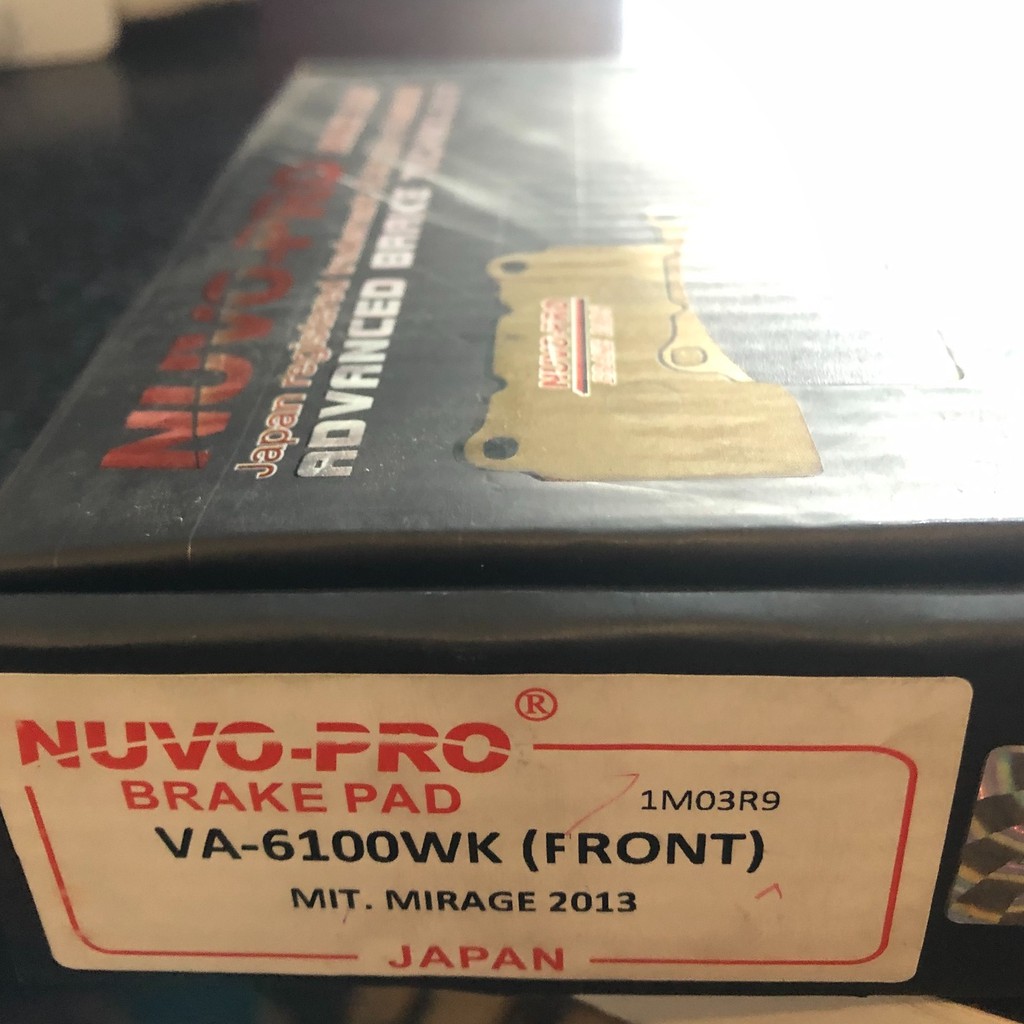 NUVO-PRO
Japan registered
ADVANCED BRAKE
NUVO-PRO
NUVO-PRO®
BRAKE PAD
1M03R9
VA-6100WK (FRONT)
MIT. MIRAGE 2013
JAPAN